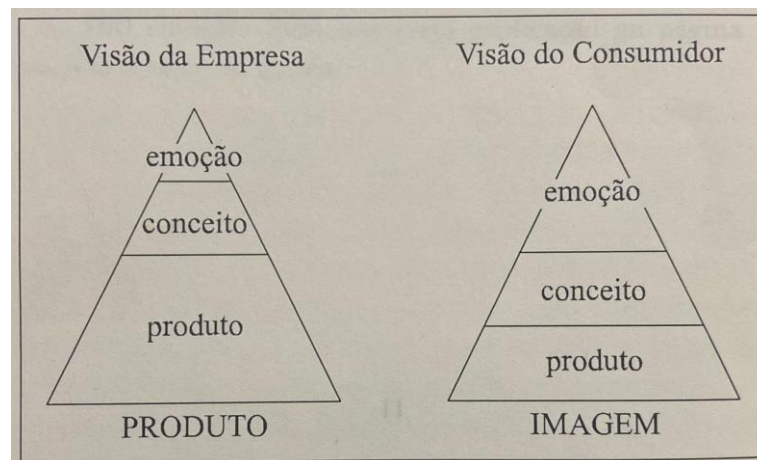 Visão da Empresa
emoção
conceito
produto
PRODUTO
Visão do Consumidor
emoção
conceito
produto
IMAGEM